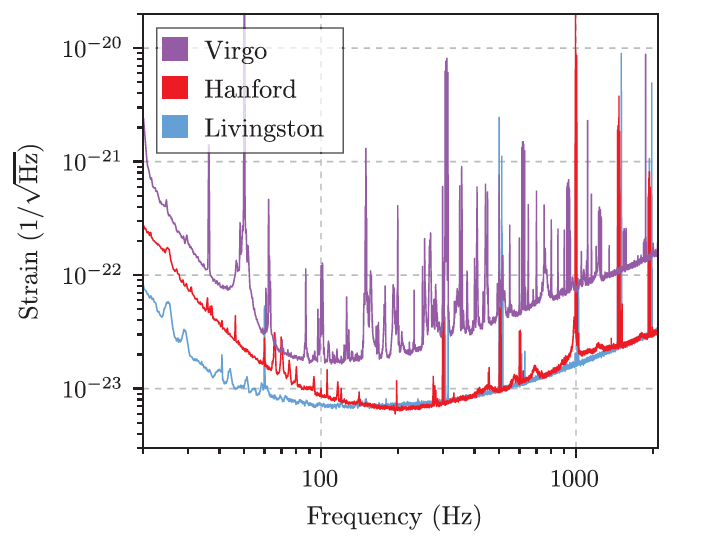 10⁻²⁰
10⁻²¹
10⁻²²
10⁻²³
Strain (1/√Hz)
Virgo
Hanford
Livingston
100
1000
Frequency (Hz)